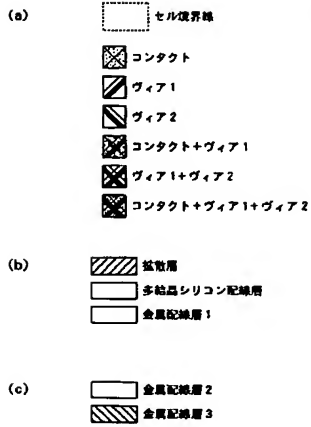 (a)
セル境界線
コンタクト
ヴィア1
ヴィア2
コンタクト+ヴィア1
ヴィア1+ヴィア2
コンタクト+ヴィア1+ヴィア2
(b)
拡散層
多結晶シリコン配線層
金属配線層1
(c)
金属配線層2
金属配線層3